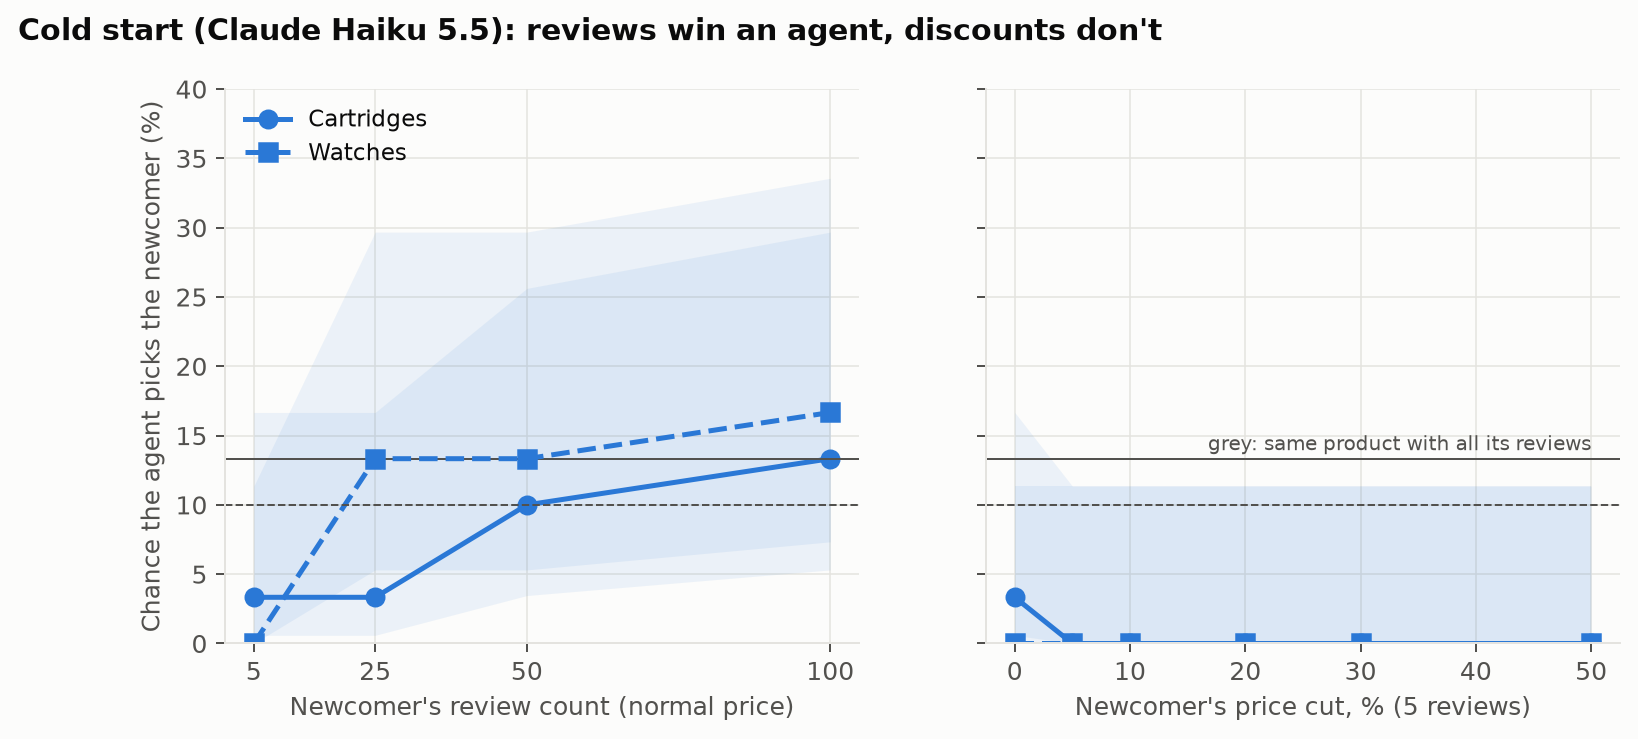 Cold start (Claude Haiku 5.5): reviews win an agent, discounts don't
Chance the agent picks the newcomer (%)
40
35
30
25
20
15
10
5
0
Cartridges
Watches
5 25 50 100
Newcomer's review count (normal price)
grey: same product with all its reviews
0 10 20 30 40 50
Newcomer's price cut, % (5 reviews)